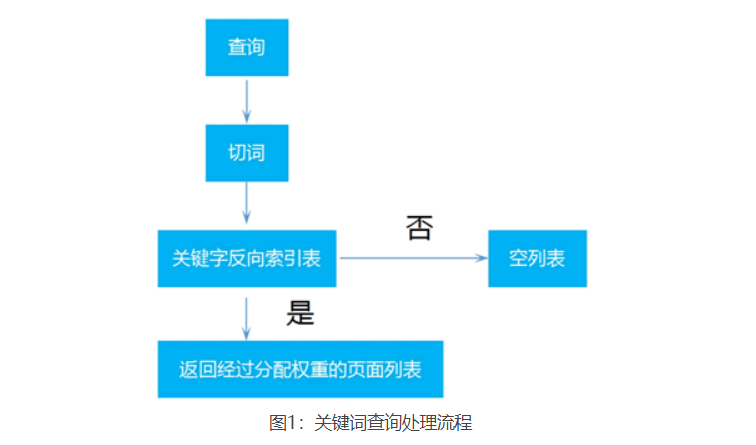 查询
切词
关键字反向索引表
否
空列表
是
返回经过分配权重的页面列表
图1：关键词查询处理流程